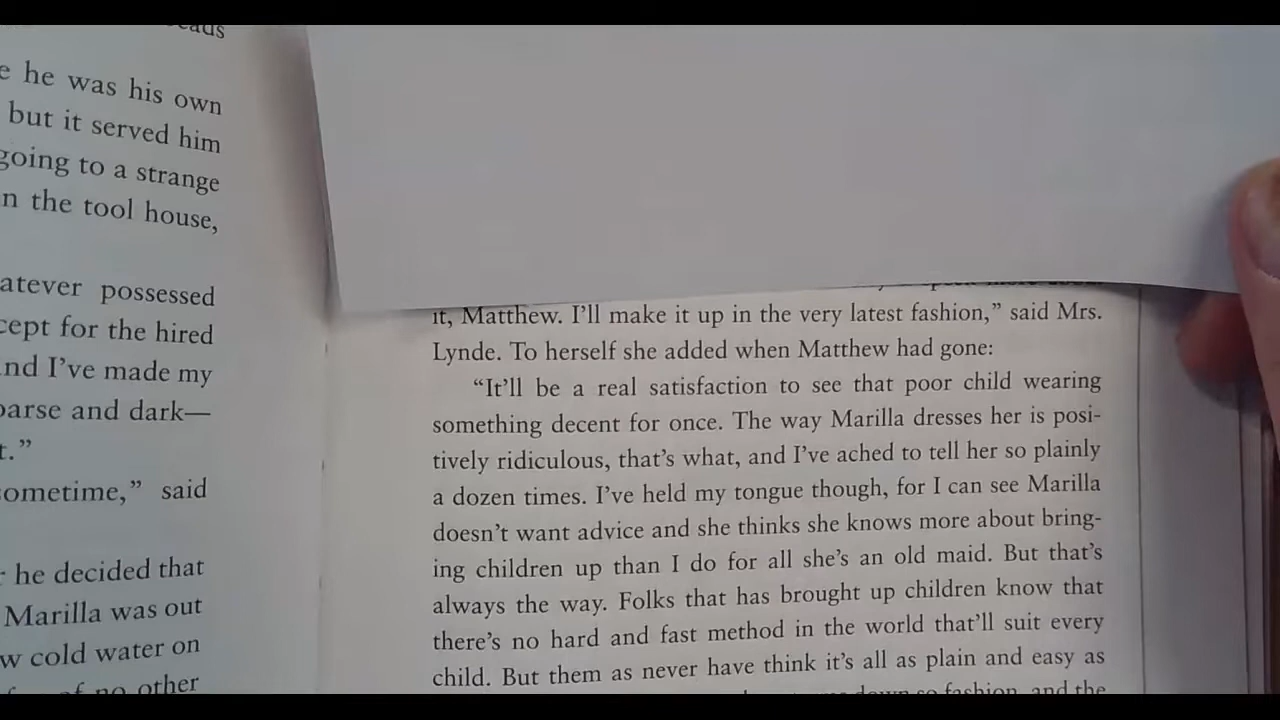 he was his own
but it served him
going to a strange
the tool house,
possessed
for the hired
I've made my
and dark—
sometime," said
he decided that
Marilla was out
cold water on
no other
it, Matthew. I'll make it up in the very latest fashion," said Mrs.
Lynde. To herself she added when Matthew had gone:
"It'll be a real satisfaction to see that poor child wearing
something decent for once. The way Marilla dresses her is posi-
tively ridiculous, that's what, and I've ached to tell her so plainly
a dozen times. I've held my tongue though, for I can see Marilla
doesn't want advice and she thinks she knows more about bring-
ing children up than I do for all she's an old maid. But that's
always the way. Folks that has brought up children know that
there's no hard and fast method in the world that'll suit every
child. But them as never have think it's all as plain and easy as
down so fashion, and the